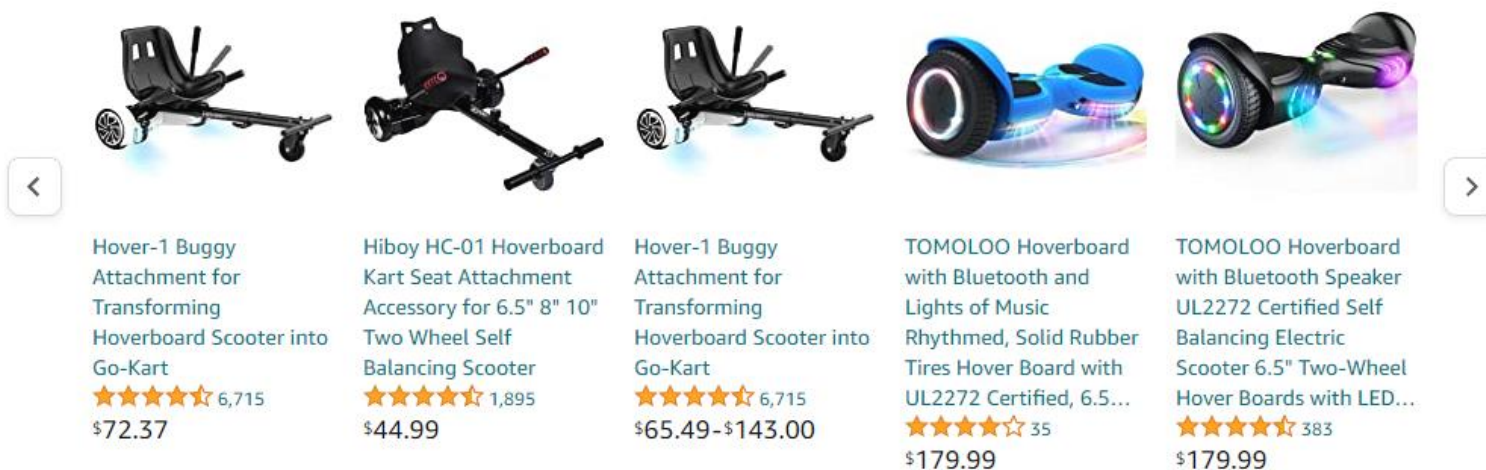 Hover-1 Buggy
Attachment for
Transforming
Hoverboard Scooter into
Go-Kart
6,715
$72.37
Hiboy HC-01 Hoverboard
Kart Seat Attachment
Accessory for 6.5" 8" 10"
Two Wheel Self
Balancing Scooter
1,895
$44.99
Hover-1 Buggy
Attachment for
Transforming
Hoverboard Scooter into
Go-Kart
6,715
$65.49-$143.00
TOMOLOO Hoverboard
with Bluetooth and
Lights of Music
Rhythmed, Solid Rubber
Tires Hover Board with
UL2272 Certified, 6.5...
35
$179.99
TOMOLOO Hoverboard
with Bluetooth Speaker
UL2272 Certified Self
Balancing Electric
Scooter 6.5" Two-Wheel
Hover Boards with LED...
383
$179.99